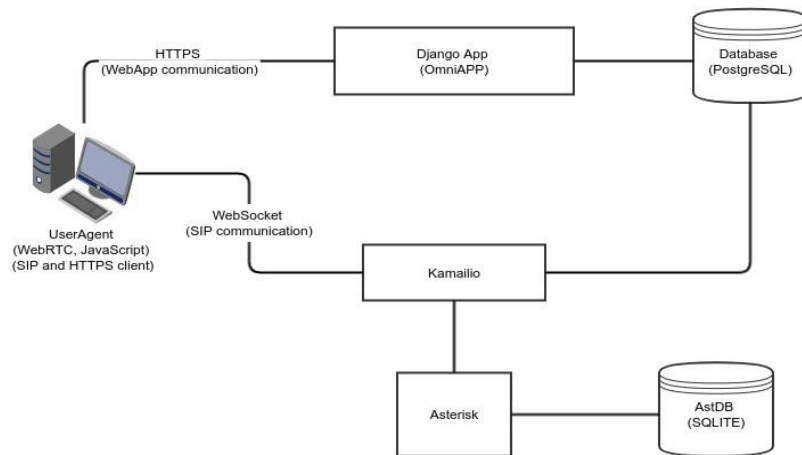 HTTPS
(WebApp communication)
Django App
(OmniAPP)
Database
(PostgreSQL)
WebSocket
(SIP communication)
UserAgent
(WebRTC, JavaScript)
(SIP and HTTPS client)
Kamailio
Asterisk
AstDB
(SQLITE)